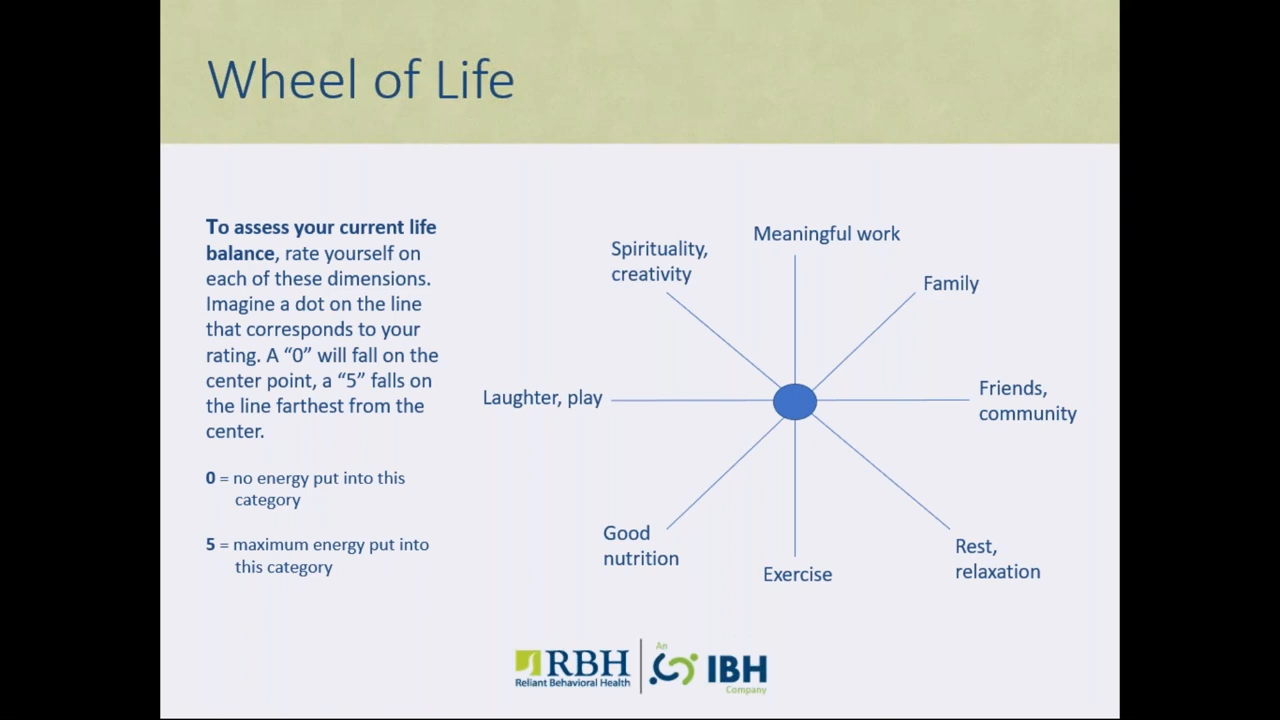 Wheel of Life
To assess your current life
balance, rate yourself on
each of these dimensions.
Imagine a dot on the line
that corresponds to your
rating. A “0” will fall on the
center point, a “5” falls on
the line farthest from the
center.
0 = no energy put into this
category
5 = maximum energy put into
this category
Meaningful work
Spirituality,
creativity
Family
Laughter, play
Friends,
community
Good
nutrition
Exercise
Rest,
relaxation
RBH
Reliant Behavioral Health
An
IBH
Company